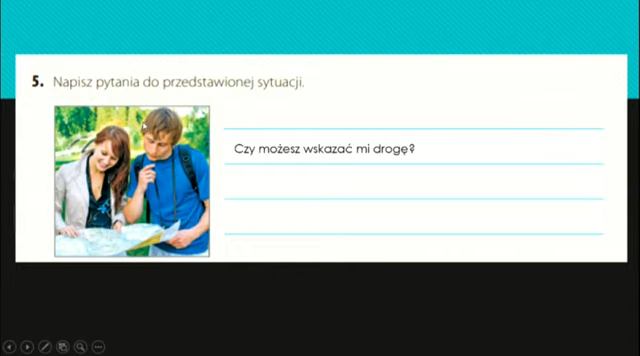 5. Napisz pytania do przedstawionej sytuacji.
Czy możesz wskazać mi drogę?